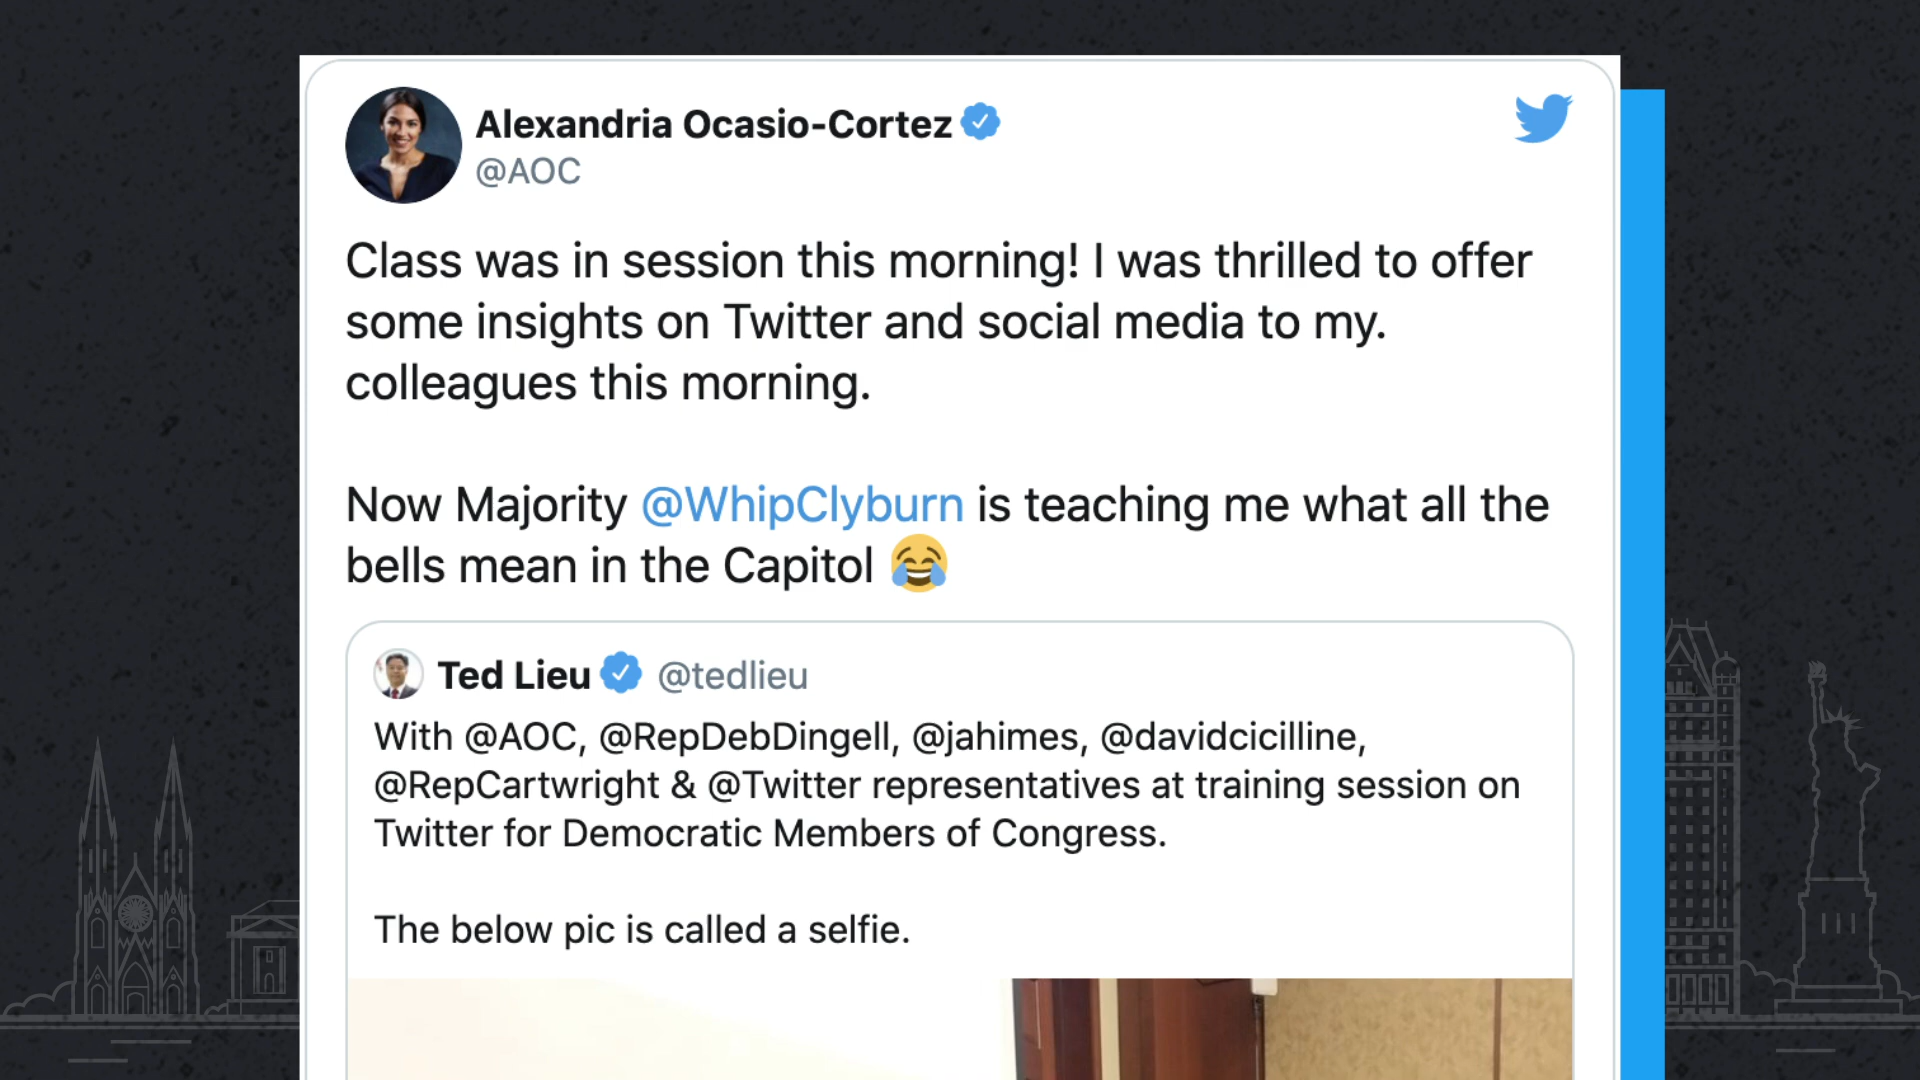 Alexandria Ocasio-Cortez
@AOC
Class was in session this morning! I was thrilled to offer
some insights on Twitter and social media to my.
colleagues this morning.
Now Majority @WhipClyburn is teaching me what all the
bells mean in the Capitol 😂
Ted Lieu @tedlieu
With @AOC, @RepDebDingell, @jahimes, @davidcicilline,
@RepCartwright & @Twitter representatives at training session on
Twitter for Democratic Members of Congress.
The below pic is called a selfie.